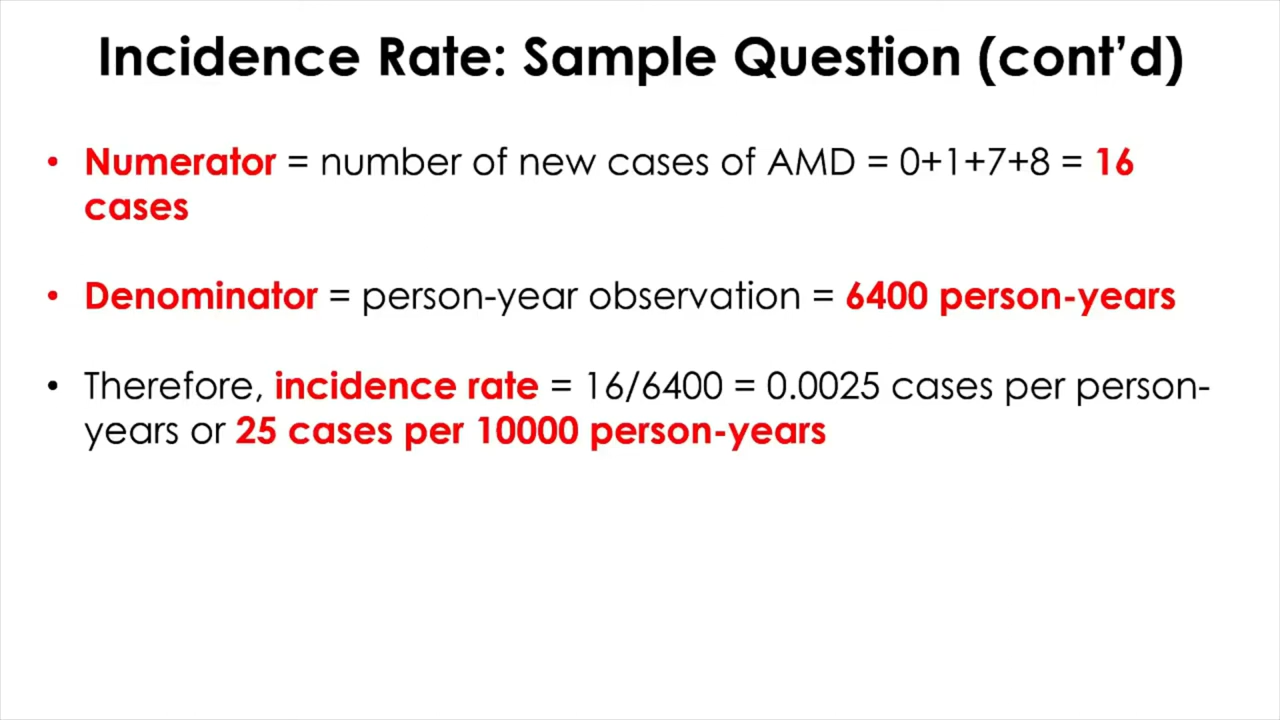 Incidence Rate: Sample Question (cont’d)
• Numerator = number of new cases of AMD = 0+1+7+8 = 16
cases
• Denominator = person-year observation = 6400 person-years
• Therefore, incidence rate = 16/6400 = 0.0025 cases per person-
years or 25 cases per 10000 person-years